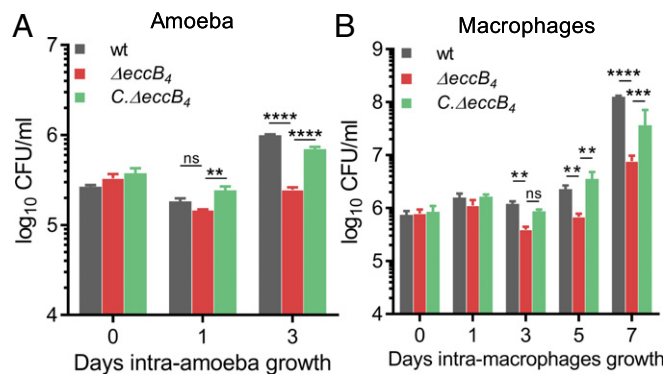 A
Amoeba
wt
ΔeccB₄
C.ΔeccB₄
log₁₀ CFU/ml
7
6
5
4
ns
**
****
****
0 1 3
Days intra-amoeba growth
B
Macrophages
wt
ΔeccB₄
C.ΔeccB₄
log₁₀ CFU/ml
9
8
7
6
5
4
**
ns
**
**
****
***
0 1 3 5 7
Days intra-macrophages growth